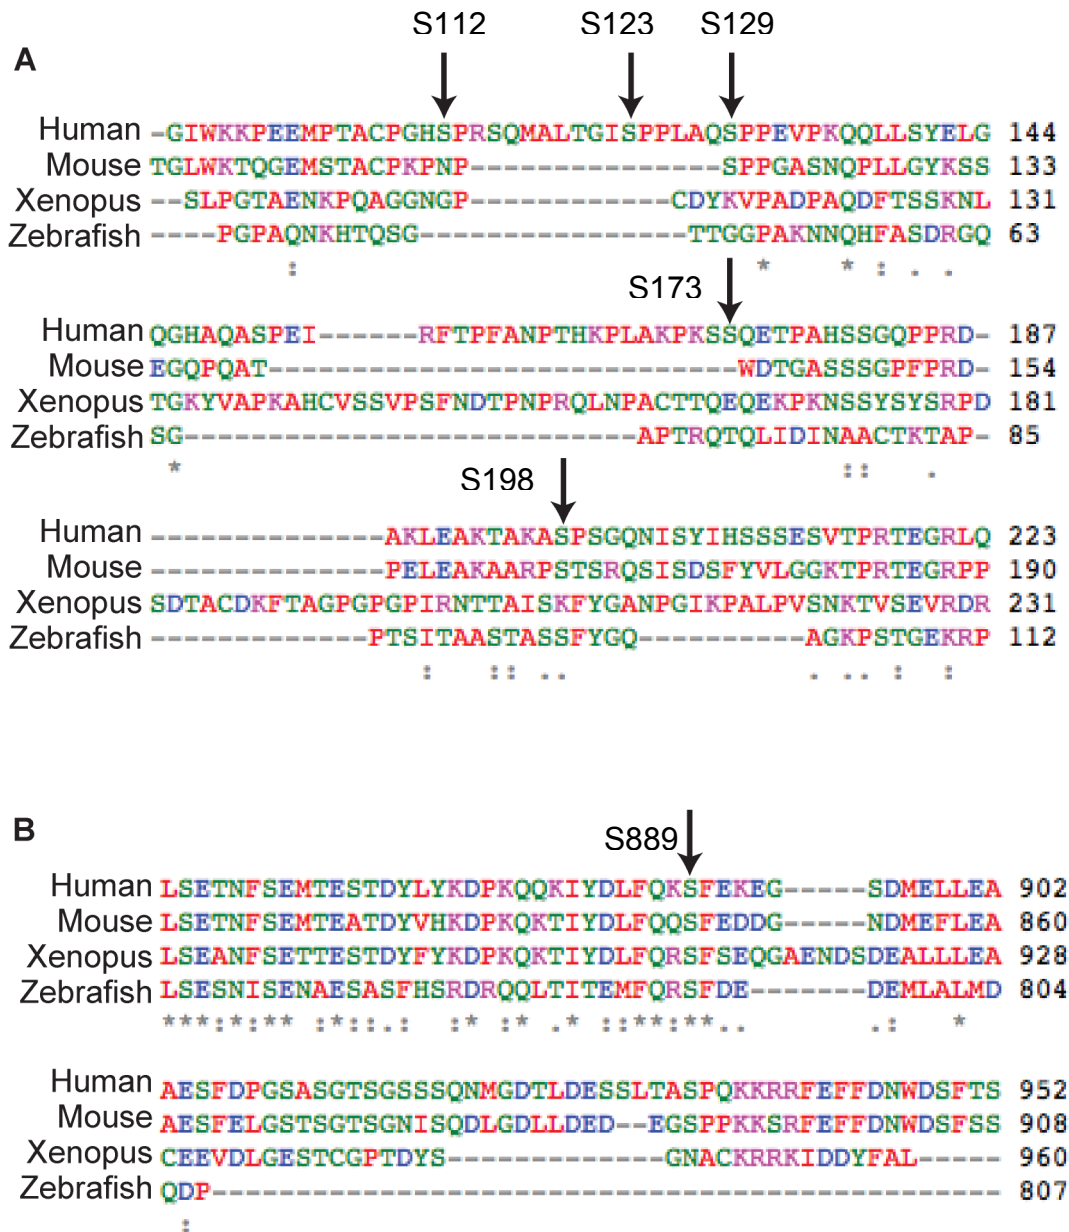 S112 S123 S129
A
Human -GIWKKPEEMPTACPGHSPRSQMALTGISPPLAQSPPEVPKQQLLSYELG 144
Mouse TGLWKTQGEMSTACPKPNP---------------SPPGASNQPLLGYKSS 133
Xenopus --SLPGTAENKPQAGGNGP------------CDYKVPADPAQDFTSSKNL 131
Zebrafish ----PGPAQNKHTQSG----------------TTGGPAKNNQHFASDRGQ 63
: * * : . .
S173
Human QGHAQASPEI------RFTPFANPTHKPLAKPKSSQETPAHSSGQPPRD- 187
Mouse EGQPQAT----------------------------WDTGASSSGPFPRD- 154
Xenopus TGKYVAPKAHCVSSVPSFNDTPNPRQLNPACTTQEQEKPKNSSYSYSRPD 181
Zebrafish SG---------------------------APTRQTQLIDINAACTKTAP- 85
* :: .
S198
Human --------------AKLEAKTAKASPSGQNISYIHSSSESVTPRTEGRLQ 223
Mouse --------------PELEAKAARPSTSRQSISDSFYVLGGKTPRTEGRPP 190
Xenopus SDTACDKFTAGPGPGPIRNTTAISKFYGANPGIKPALPVSNKTVSEVRDR 231
Zebrafish -------------PTSITAASTASSFYGQ----------AGKPSTGEKRP 112
: :: .. . .. : :
B
S889
Human LSETNFSEMTESTDYLYKDPKQQKIYDLFQKSFEKEG-----SDMELLEA 902
Mouse LSETNFSEMTEATDYVHKDPKQKTIYDLFQQSFEDDG-----NDMEFLEA 860
Xenopus LSEANFSETTESTDYFYKDPKQKTIYDLFQRSFSEQGAENDSDEALLLEA 928
Zebrafish LSESNISENAESASFHSRDRQQLTITEMFQRSFDE-------DEMLALMD 804
***:*:** :*::.: :* :* .* ::**:**.. .: *
Human AESFDPGSASGTSGSSSQNMGDTLDESSLTASPQKKRRFEFFDNWDSFTS 952
Mouse AESFELGSTSGTSGNISQDLGDLLDED--EGSPPKKSRFEFFDNWDSFSS 908
Xenopus CEEVDLGESTCGPTDYS-------------GNACKRRKIDDYFAL----- 960
Zebrafish QDP----------------------------------------------- 807
: